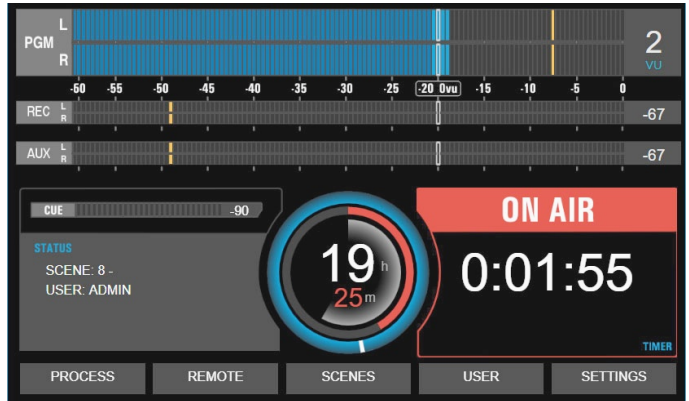 L
PGM
R
2
VU
-60 -55 -50 -45 -40 -35 -30 -25 -20 0vu -15 -10 -5 0
REC L R -67
AUX L R -67
CUE -90
STATUS
SCENE: 8 -
USER: ADMIN
19 h
25 m
ON AIR
0:01:55
TIMER
PROCESS REMOTE SCENES USER SETTINGS